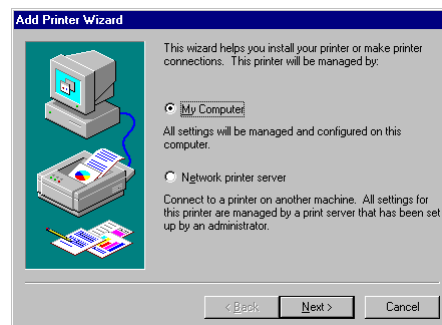 Add Printer Wizard
This wizard helps you install your printer or make printer
connections. This printer will be managed by:
My Computer
All settings will be managed and configured on this
computer.
Network printer server
Connect to a printer on another machine. All settings for
this printer are managed by a print server that has been set
up by an administrator.
< Back
Next >
Cancel